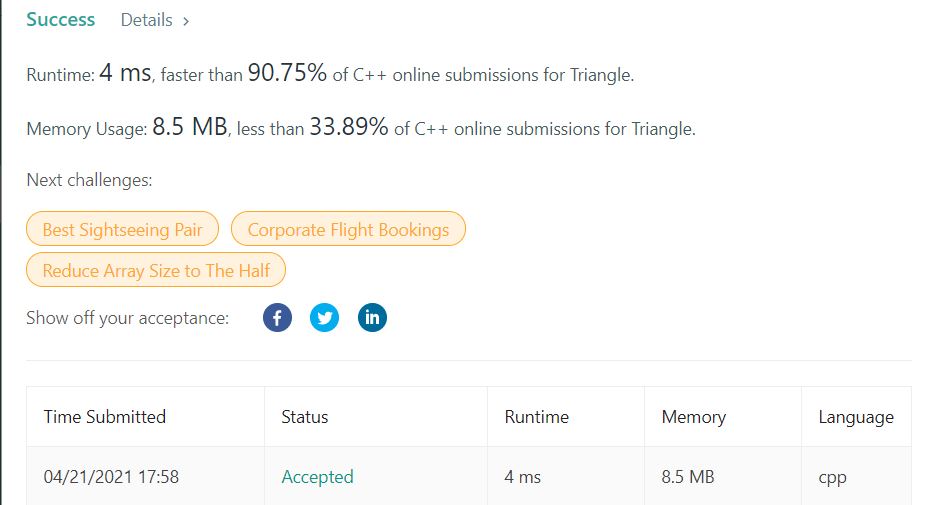 Success Details >
Runtime: 4 ms, faster than 90.75% of C++ online submissions for Triangle.
Memory Usage: 8.5 MB, less than 33.89% of C++ online submissions for Triangle.
Next challenges:
Best Sightseeing Pair Corporate Flight Bookings
Reduce Array Size to The Half
Show off your acceptance: f in
Time Submitted Status Runtime Memory Language
04/21/2021 17:58 Accepted 4 ms 8.5 MB cpp